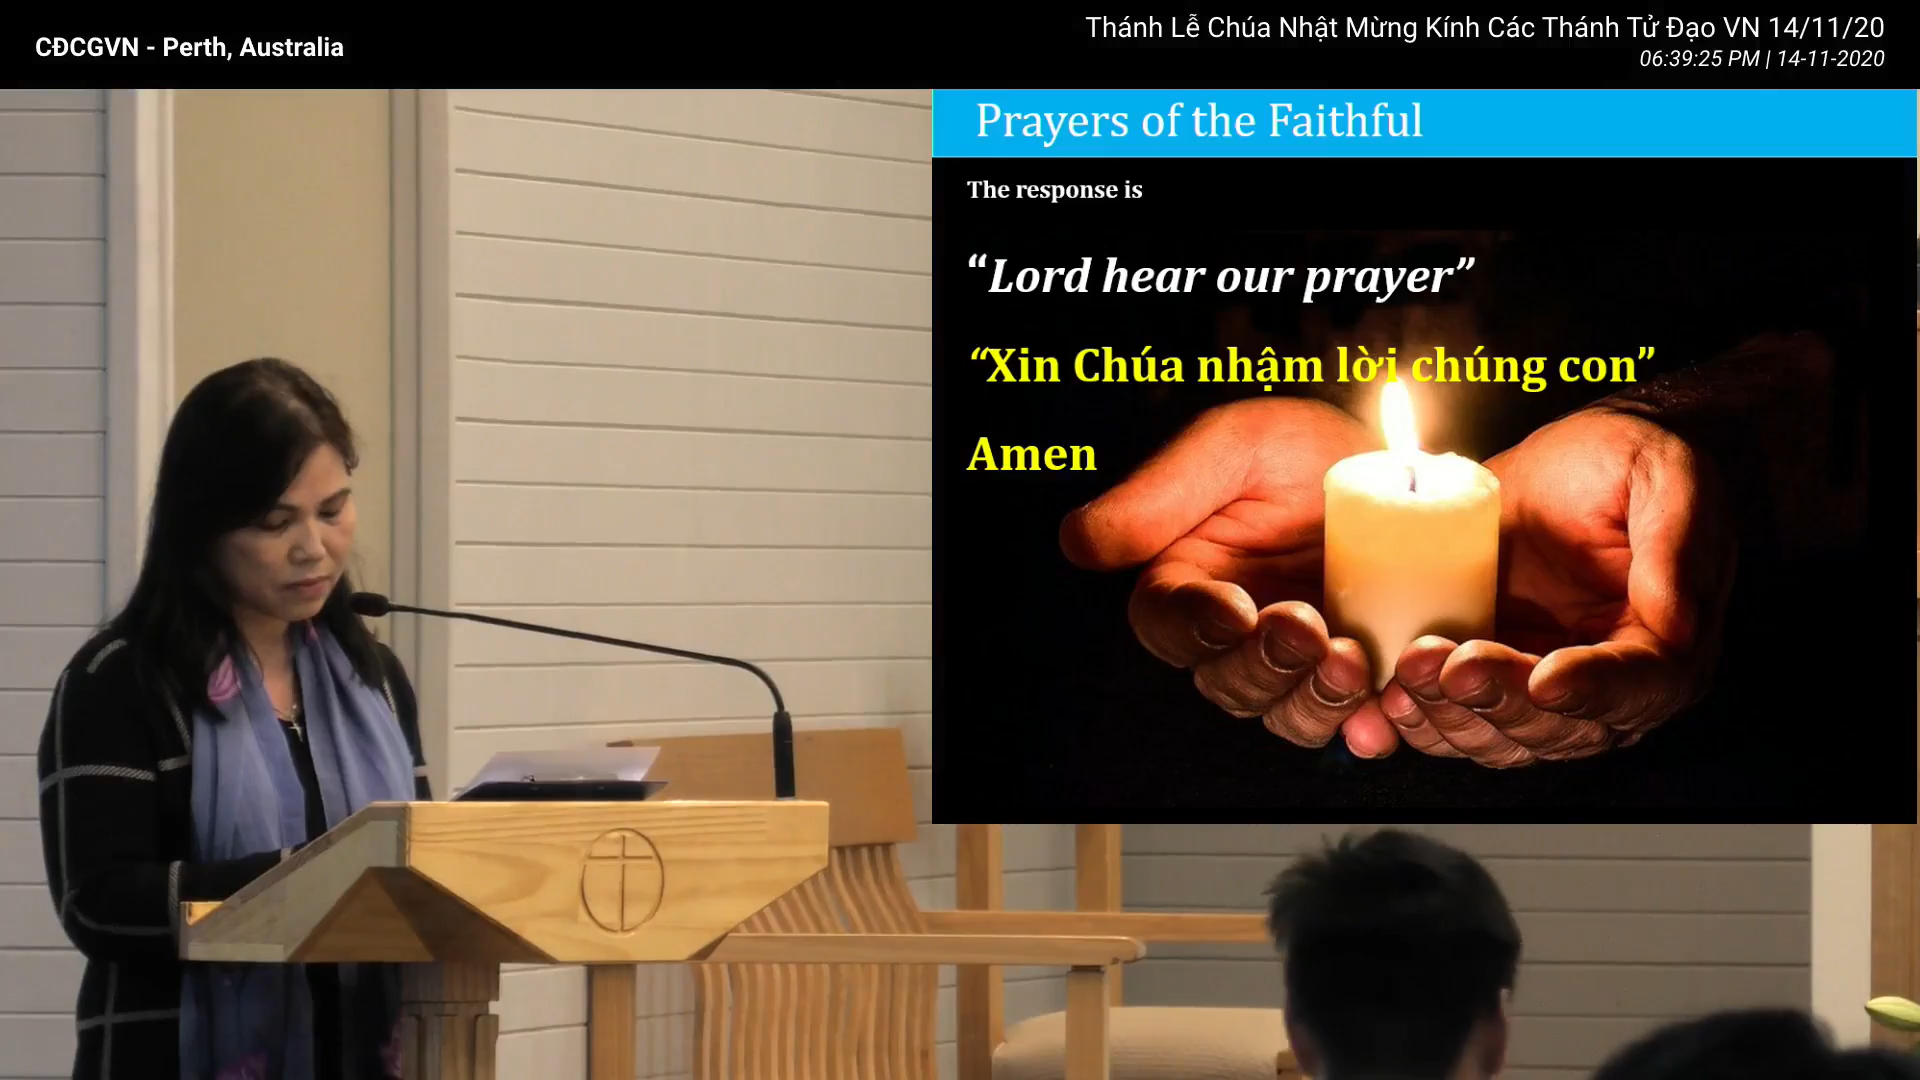 CĐCGVN - Perth, Australia
Thánh Lễ Chúa Nhật Mừng Kính Các Thánh Tử Đạo VN 14/11/20
06:39:25 PM | 14-11-2020
Prayers of the Faithful
The response is
“Lord hear our prayer”
“Xin Chúa nhậm lời chúng con”
Amen